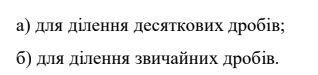 а) для ділення десяткових дробів;
б) для ділення звичайних дробів.